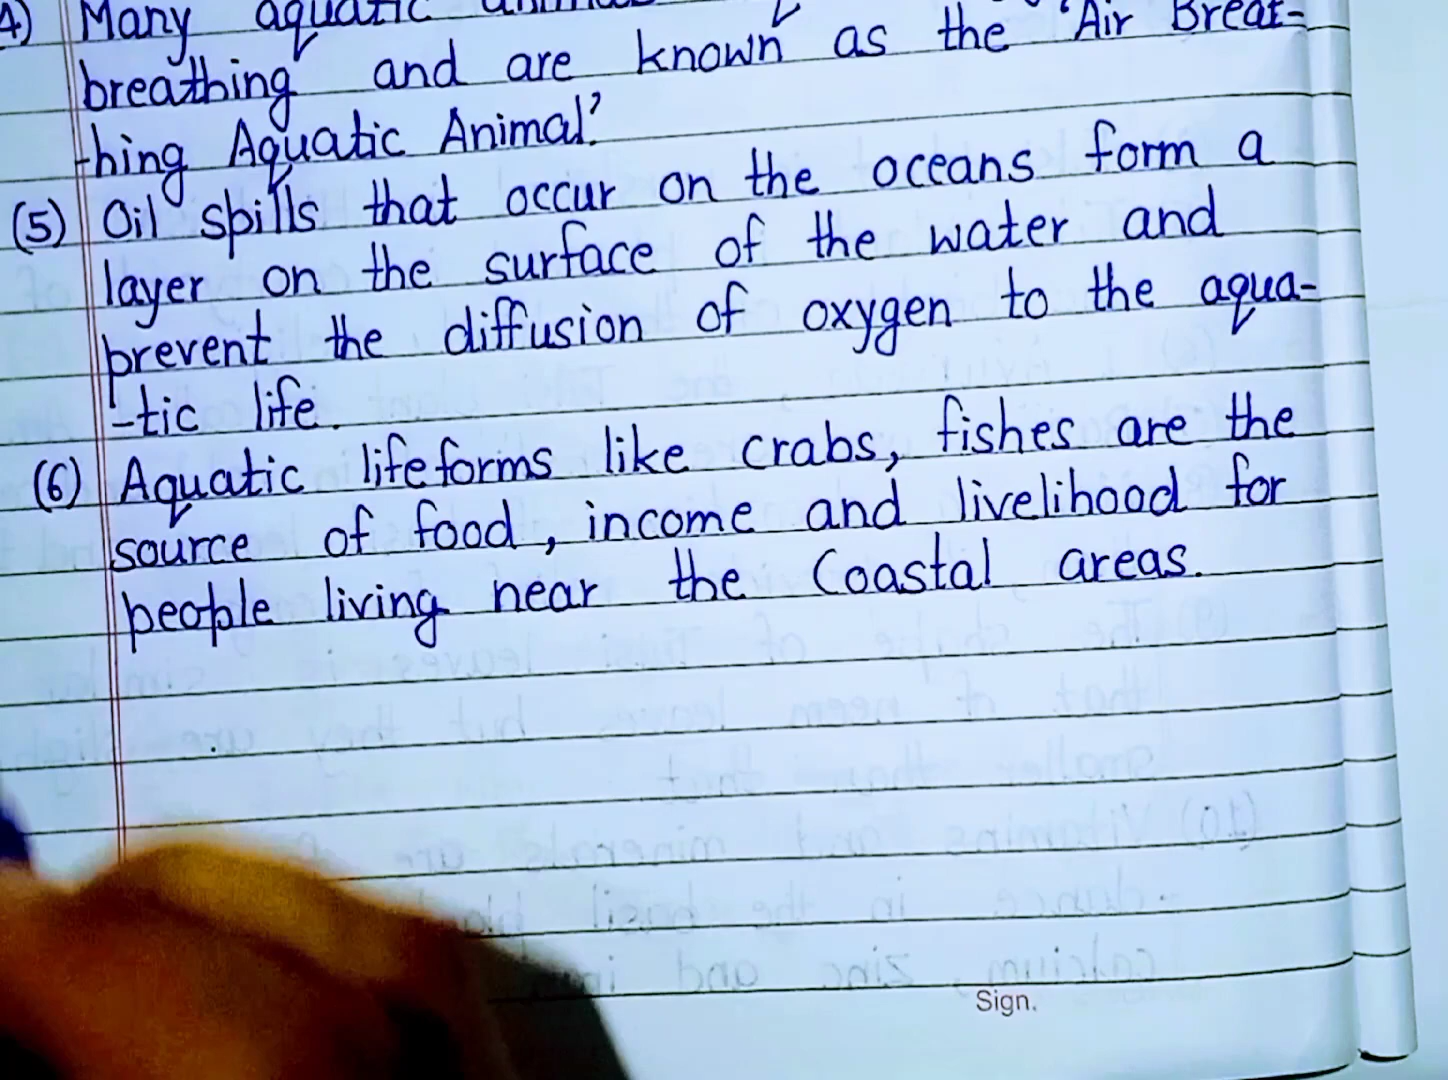 4) Many aquatic
breathing and are known as the 'Air Breat-
-hing Aquatic Animal'.
(5) Oil spills that occur on the oceans form a
layer on the surface of the water and
prevent the diffusion of oxygen to the aqua-
-tic life.
(6) Aquatic lifeforms like crabs, fishes are the
source of food, income and livelihood for
people living near the Coastal areas.
Sign.